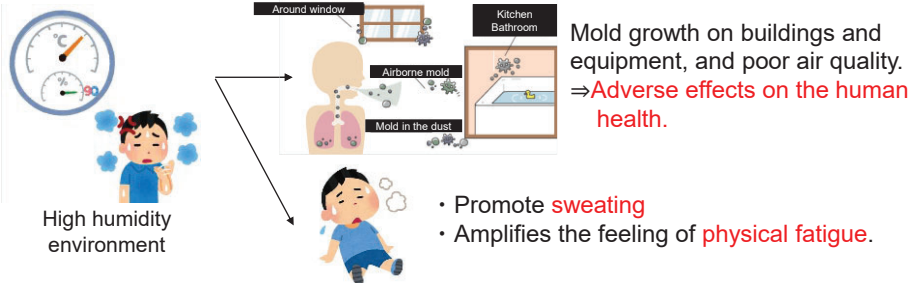 ℃
%
90
High humidity
environment
Around window
Kitchen
Bathroom
Airborne mold
Mold in the dust
Mold growth on buildings and
equipment, and poor air quality.
⇒Adverse effects on the human
health.
・Promote sweating
・Amplifies the feeling of physical fatigue.